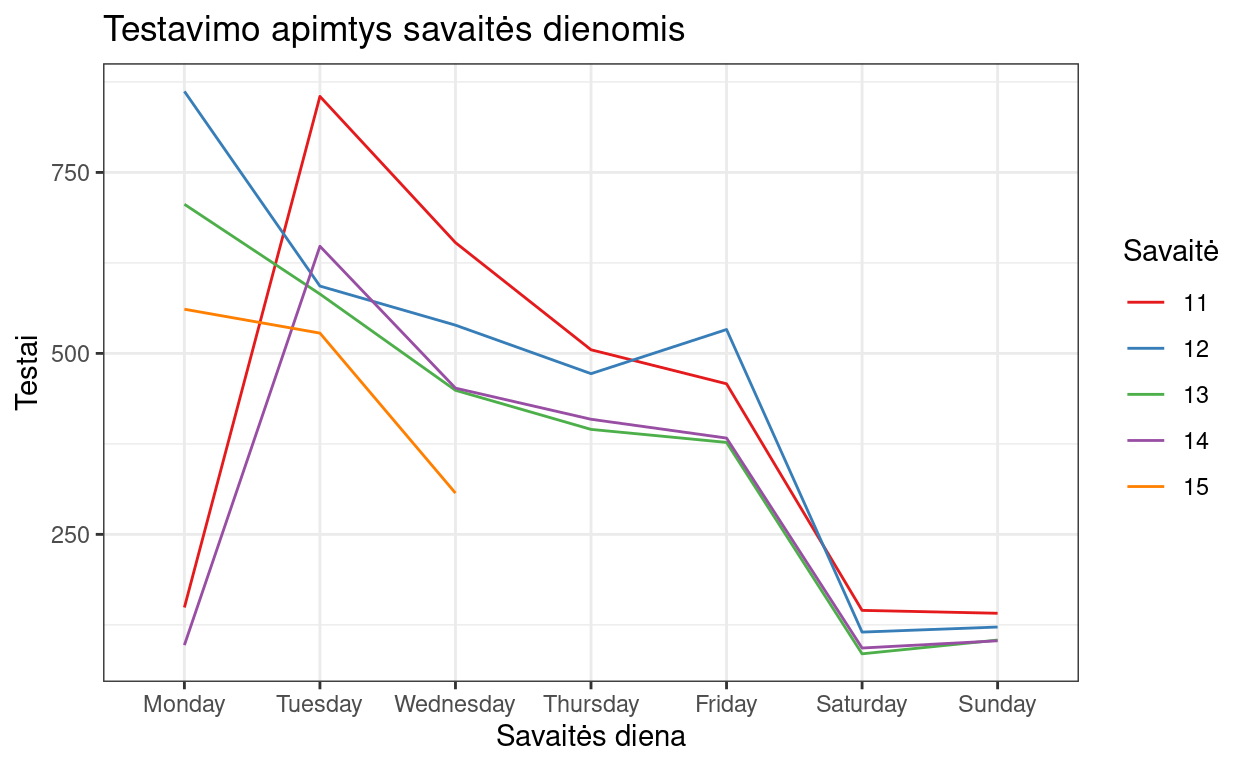 Testavimo apimtys savaitės dienomis
Testai
750
500
250
Monday Tuesday Wednesday Thursday Friday Saturday Sunday
Savaitės diena
Savaitė
11
12
13
14
15